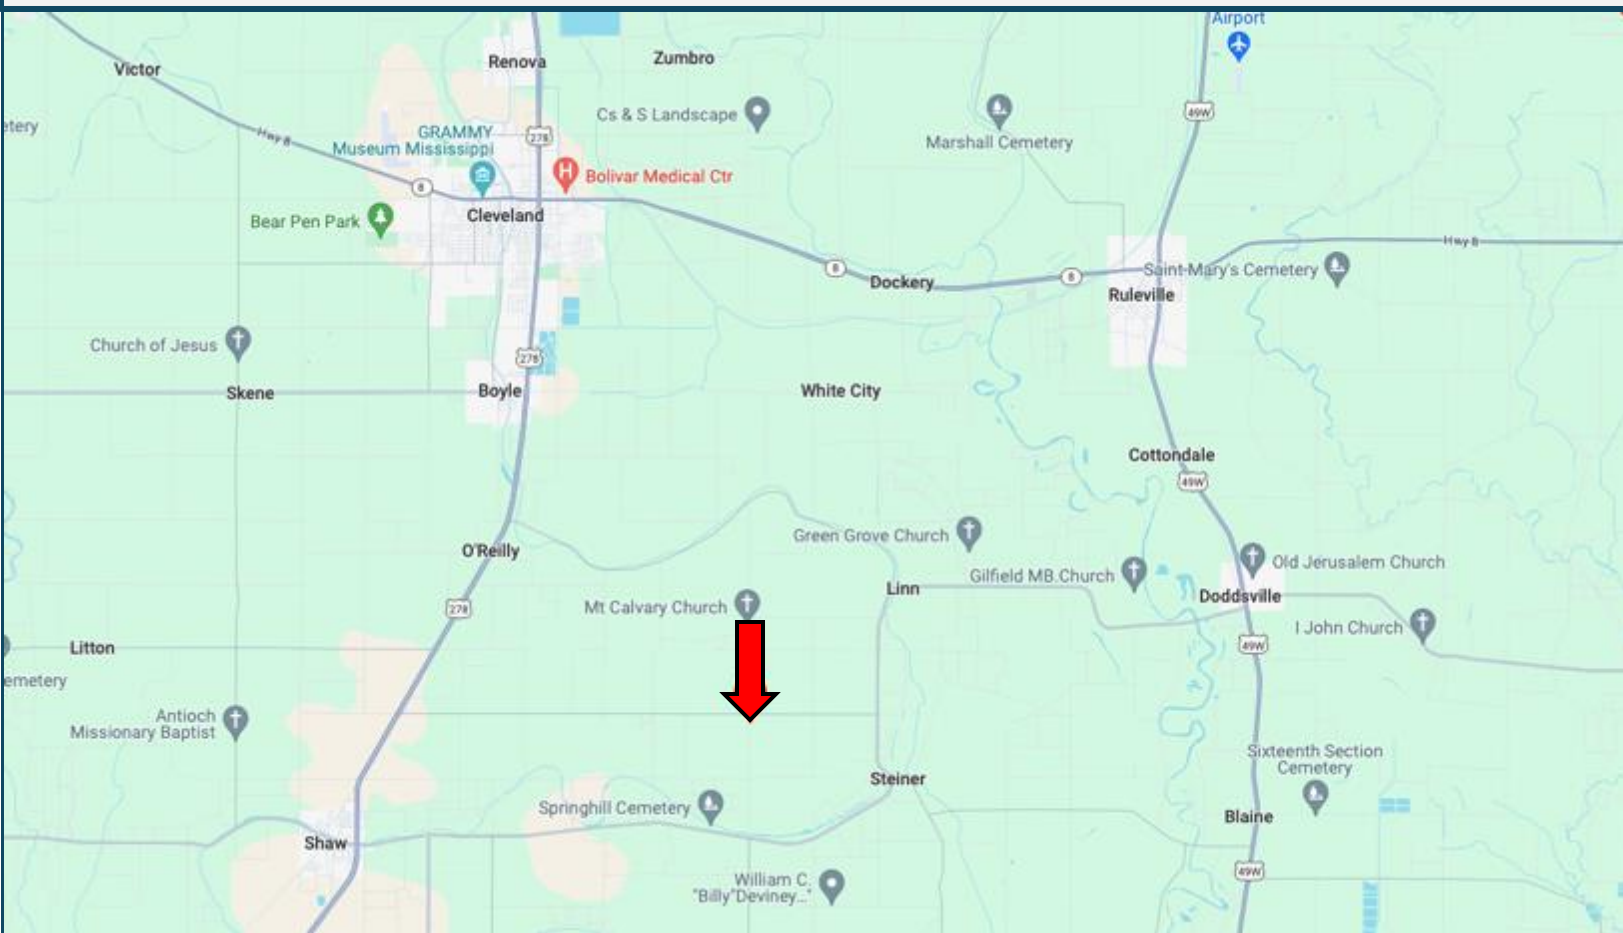 Airport
Victor
Renova
Zumbro
49W
Cs & S Landscape
etery
GRAMMY
Museum Mississippi
278
Hwy 8
Marshall Cemetery
Bolivar Medical Ctr
8
Cleveland
Bear Pen Park
Hwy 8
8
Dockery
8
Saint-Mary's Cemetery
Ruleville
Church of Jesus
278
Skene
Boyle
White City
Cottondale
49W
Green Grove Church
O'Reilly
Old Jerusalem Church
Gilfield MB.Church
Linn
Doddsville
278
Mt Calvary Church
I John Church
Litton
49W
emetery
Antioch
Missionary Baptist
Sixteenth Section
Cemetery
Steiner
Springhill Cemetery
Blaine
Shaw
49W
William C.
"Billy"Deviney..."